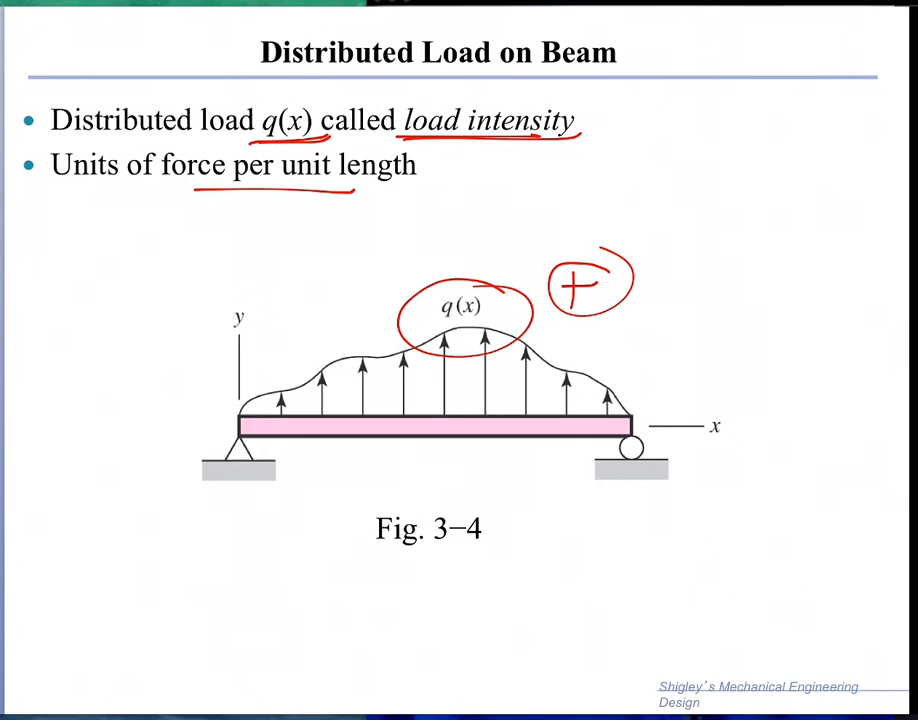 Distributed Load on Beam
• Distributed load q(x) called load intensity
• Units of force per unit length
+
q(x)
y
x
Fig. 3−4
Shigley's Mechanical Engineering
Design